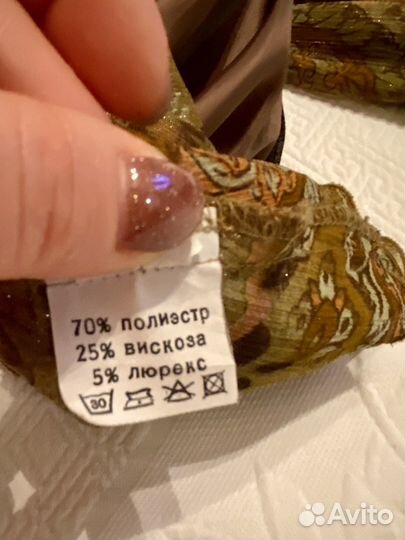 70% полиэстр
25% вискоза
5% люрекс
30
Avito